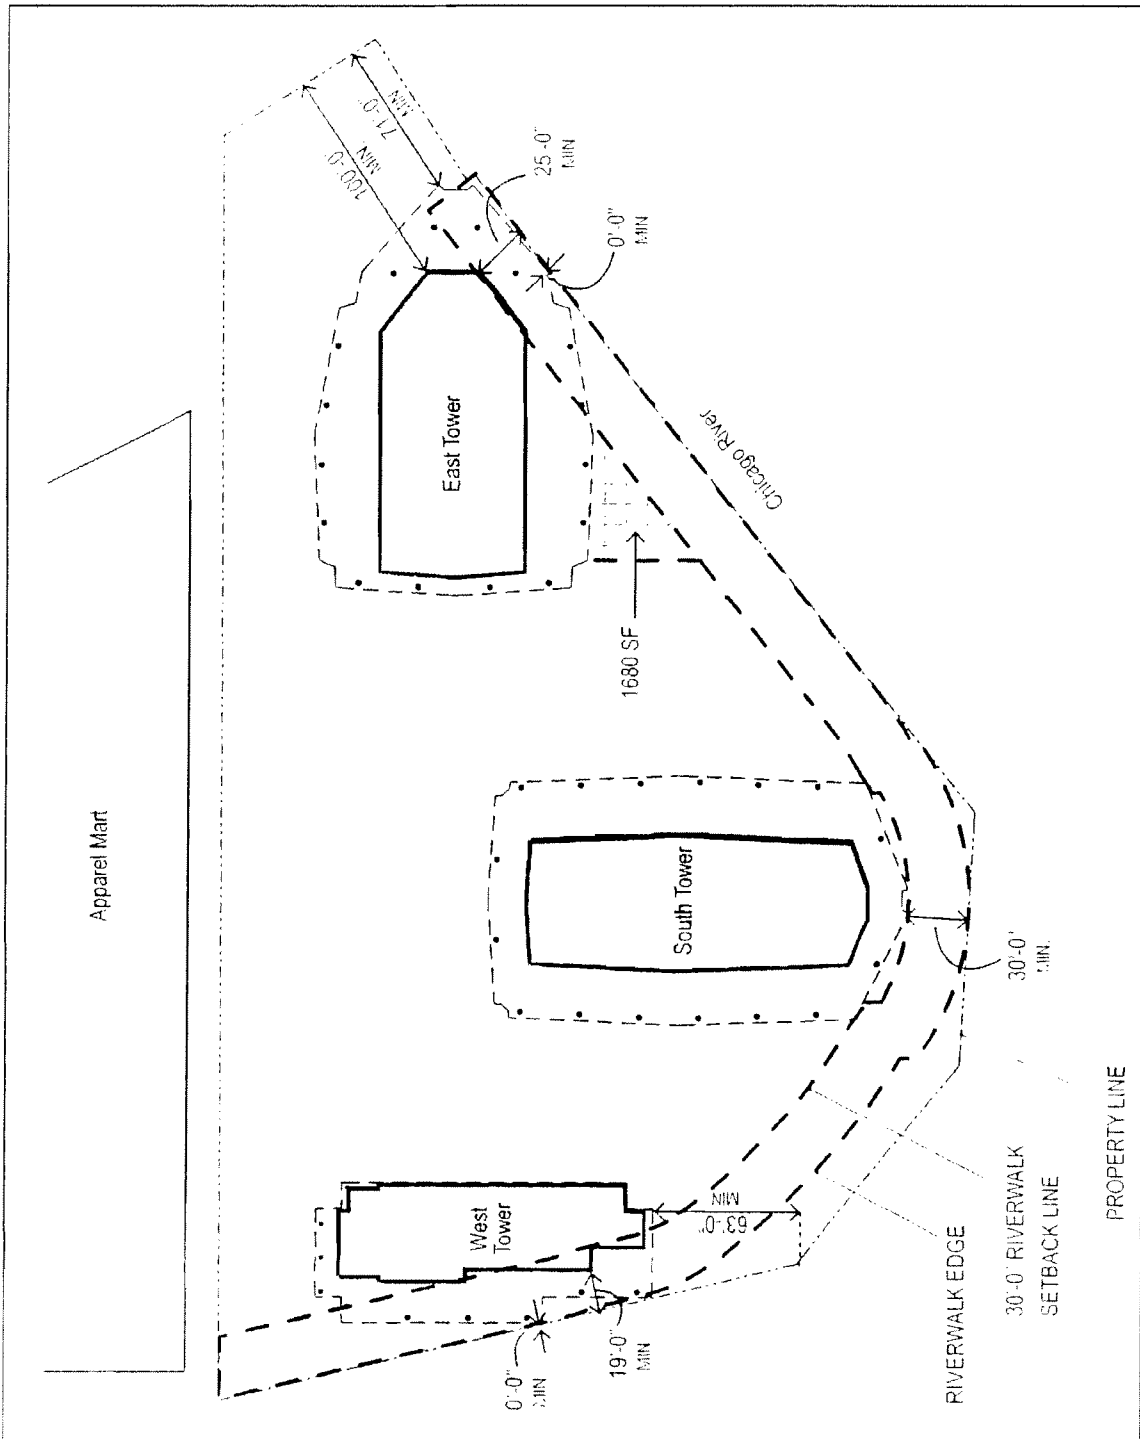 Apparel Mart
100'-0"
MIN
71'-0"
MIN
25'-0"
MIN
0'-0"
MIN
East Tower
Chicago River
1680 SF
South Tower
30'-0"
MIN.
West
Tower
63'-0"
MIN
0'-0"
MIN
19'-0"
MIN
RIVERWALK EDGE
30'-0" RIVERWALK
SETBACK LINE
PROPERTY LINE